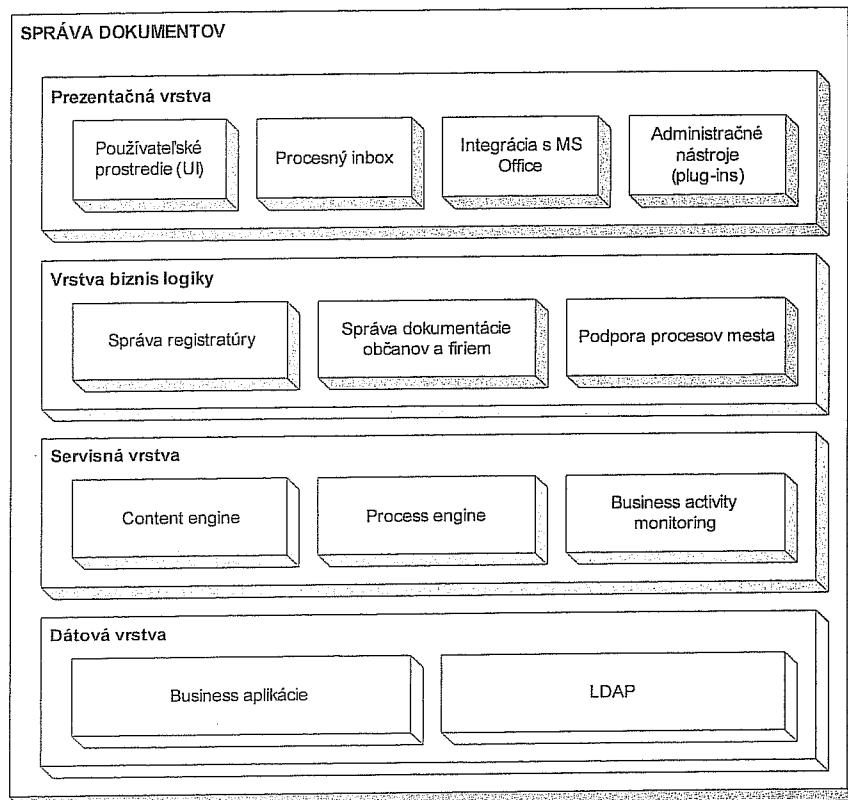 SPRÁVA DOKUMENTOV
Prezentačná vrstva
Používateľské
prostredie (UI)
Procesný inbox
Integrácia s MS
Office
Administračné
nástroje
(plug-ins)
Vrstva biznis logiky
Správa registratúry
Správa dokumentácie
občanov a firiem
Podpora procesov mesta
Servisná vrstva
Content engine
Process engine
Business activity
monitoring
Dátová vrstva
Business aplikácie
LDAP